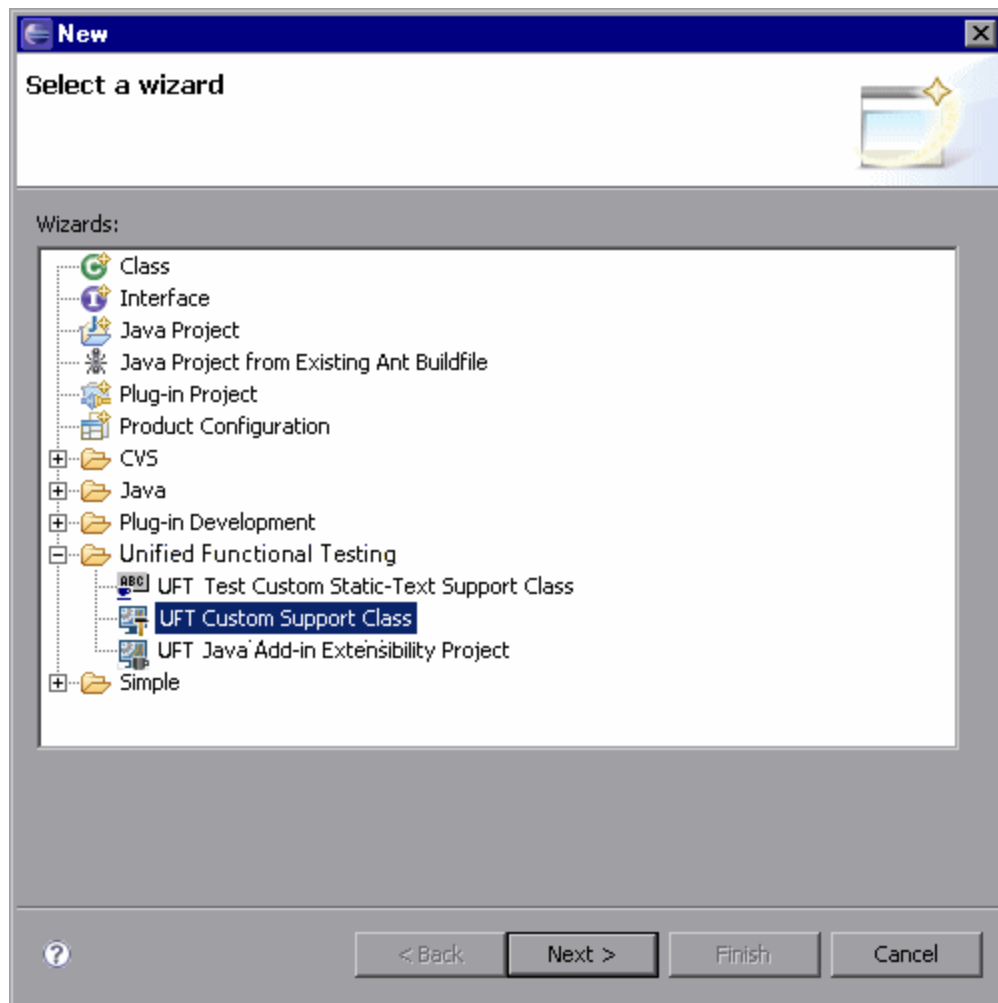 New
Select a wizard
Wizards:
Class
Interface
Java Project
Java Project from Existing Ant Buildfile
Plug-in Project
Product Configuration
CVS
Java
Plug-in Development
Unified Functional Testing
ABC UFT Test Custom Static-Text Support Class
UFT Custom Support Class
UFT Java Add-in Extensibility Project
Simple
? < Back Next > Finish Cancel